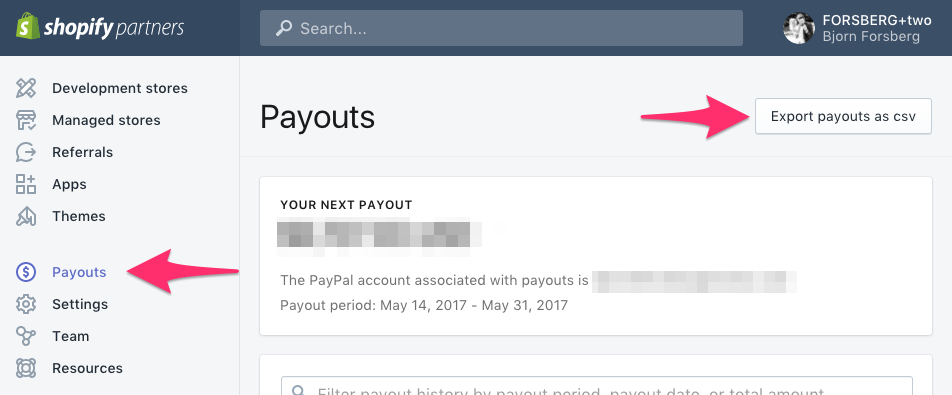 shopify partners
Search...
FORSBERG+two
Bjorn Forsberg
Development stores
Managed stores
Referrals
Apps
Themes
Payouts
Settings
Team
Resources
Payouts
Export payouts as csv
YOUR NEXT PAYOUT
The PayPal account associated with payouts is
Payout period: May 14, 2017 - May 31, 2017
Filter payout history by payout period, payout date, or total amount